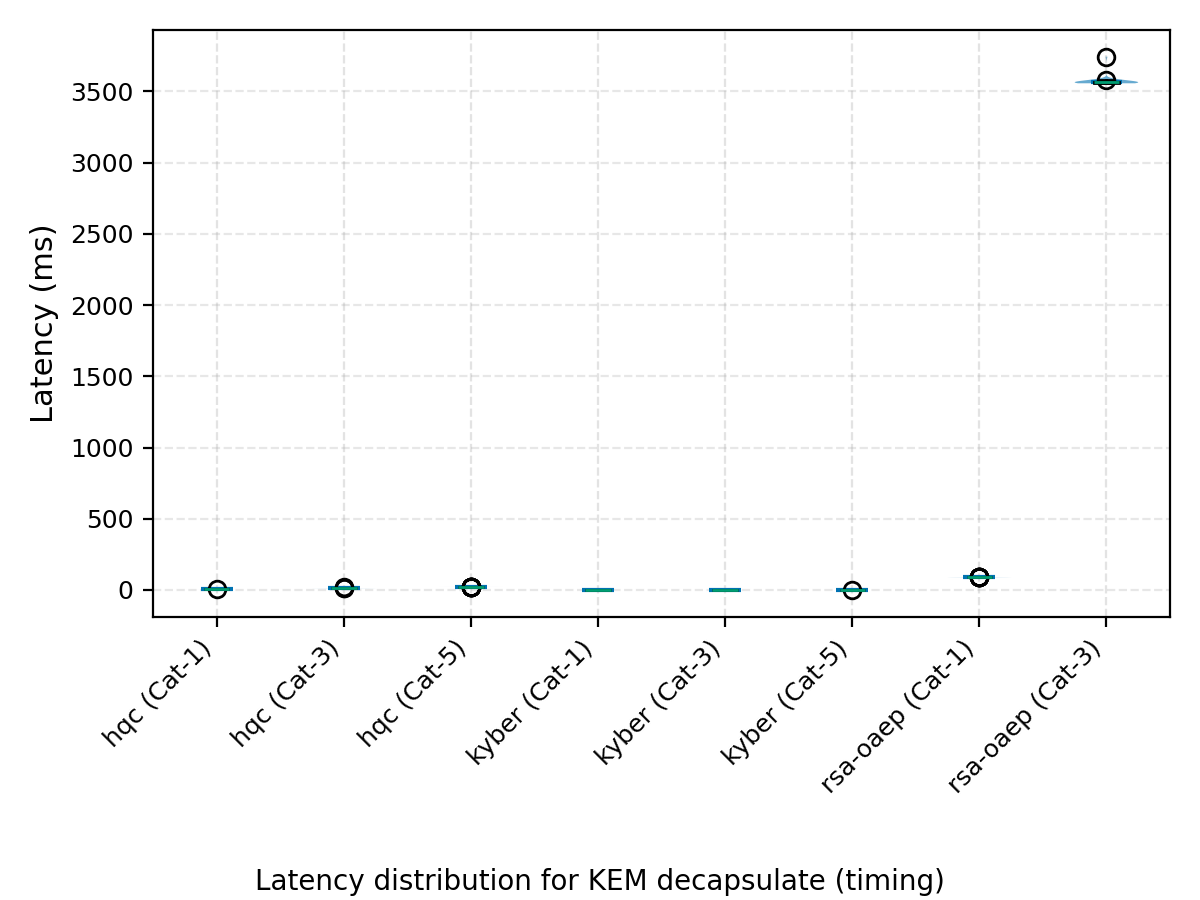 3500
3000
2500
2000
1500
1000
500
0
Latency (ms)
hqc (Cat-1)
hqc (Cat-3)
hqc (Cat-5)
kyber (Cat-1)
kyber (Cat-3)
kyber (Cat-5)
rsa-oaep (Cat-1)
rsa-oaep (Cat-3)
Latency distribution for KEM decapsulate (timing)